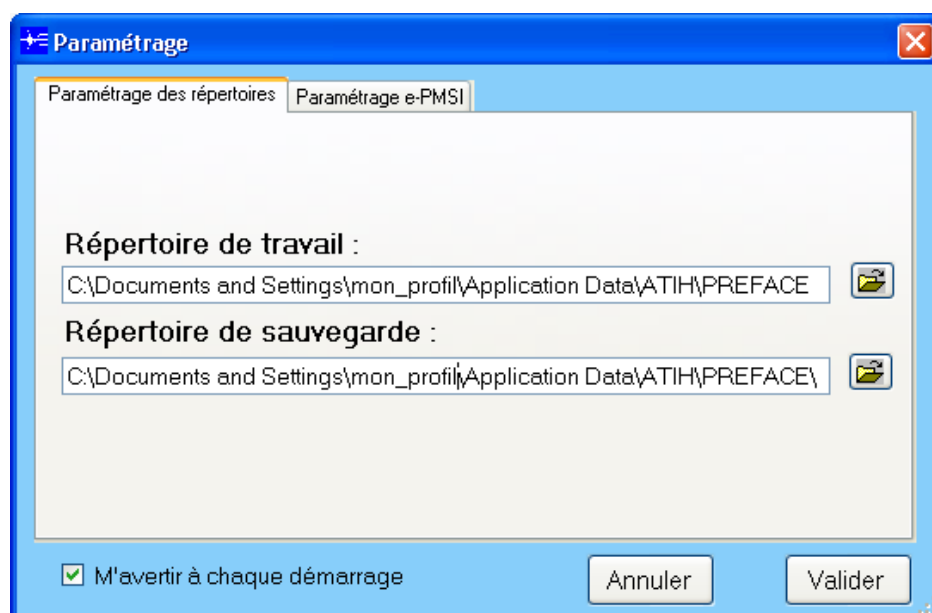 Paramétrage
Paramétrage des répertoires
Paramétrage e-PMSI
Répertoire de travail :
C:\Documents and Settings\mon_profil\Application Data\ATIH\PREFACE
Répertoire de sauvegarde :
C:\Documents and Settings\mon_profil\Application Data\ATIH\PREFACE\
M'avertir à chaque démarrage
Annuler
Valider